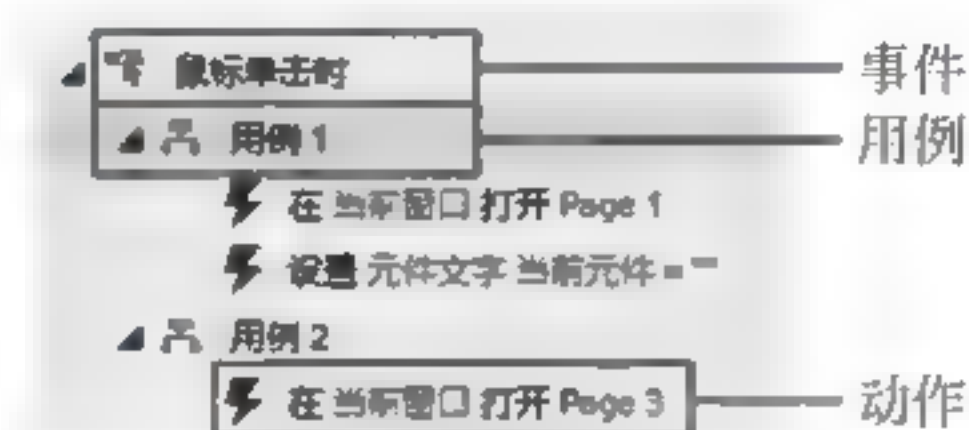 鼠标单击时 事件
用例 1 用例
在 当前窗口 打开 Page 1
设置 元件文字 当前元件 = ""
用例 2
在 当前窗口 打开 Page 3 动作